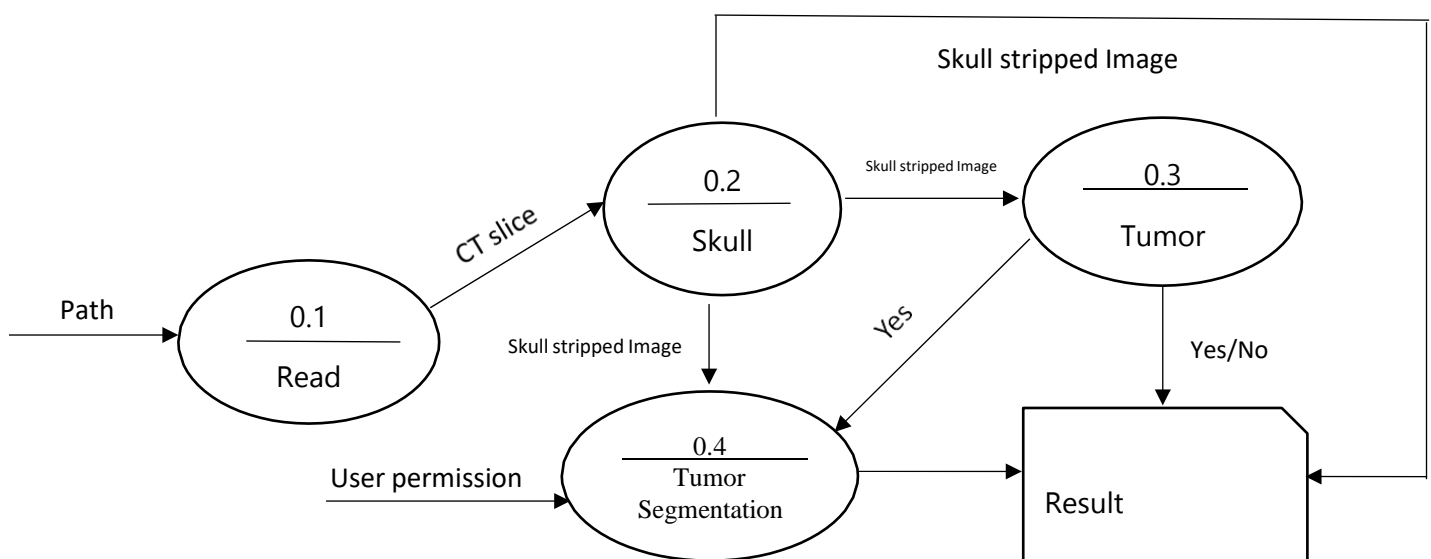 Skull stripped Image
0.2
Skull
Skull stripped Image
0.3
Tumor
CT slice
Path
0.1
Read
Skull stripped Image
Yes
Yes/No
User permission
0.4
Tumor
Segmentation
Result